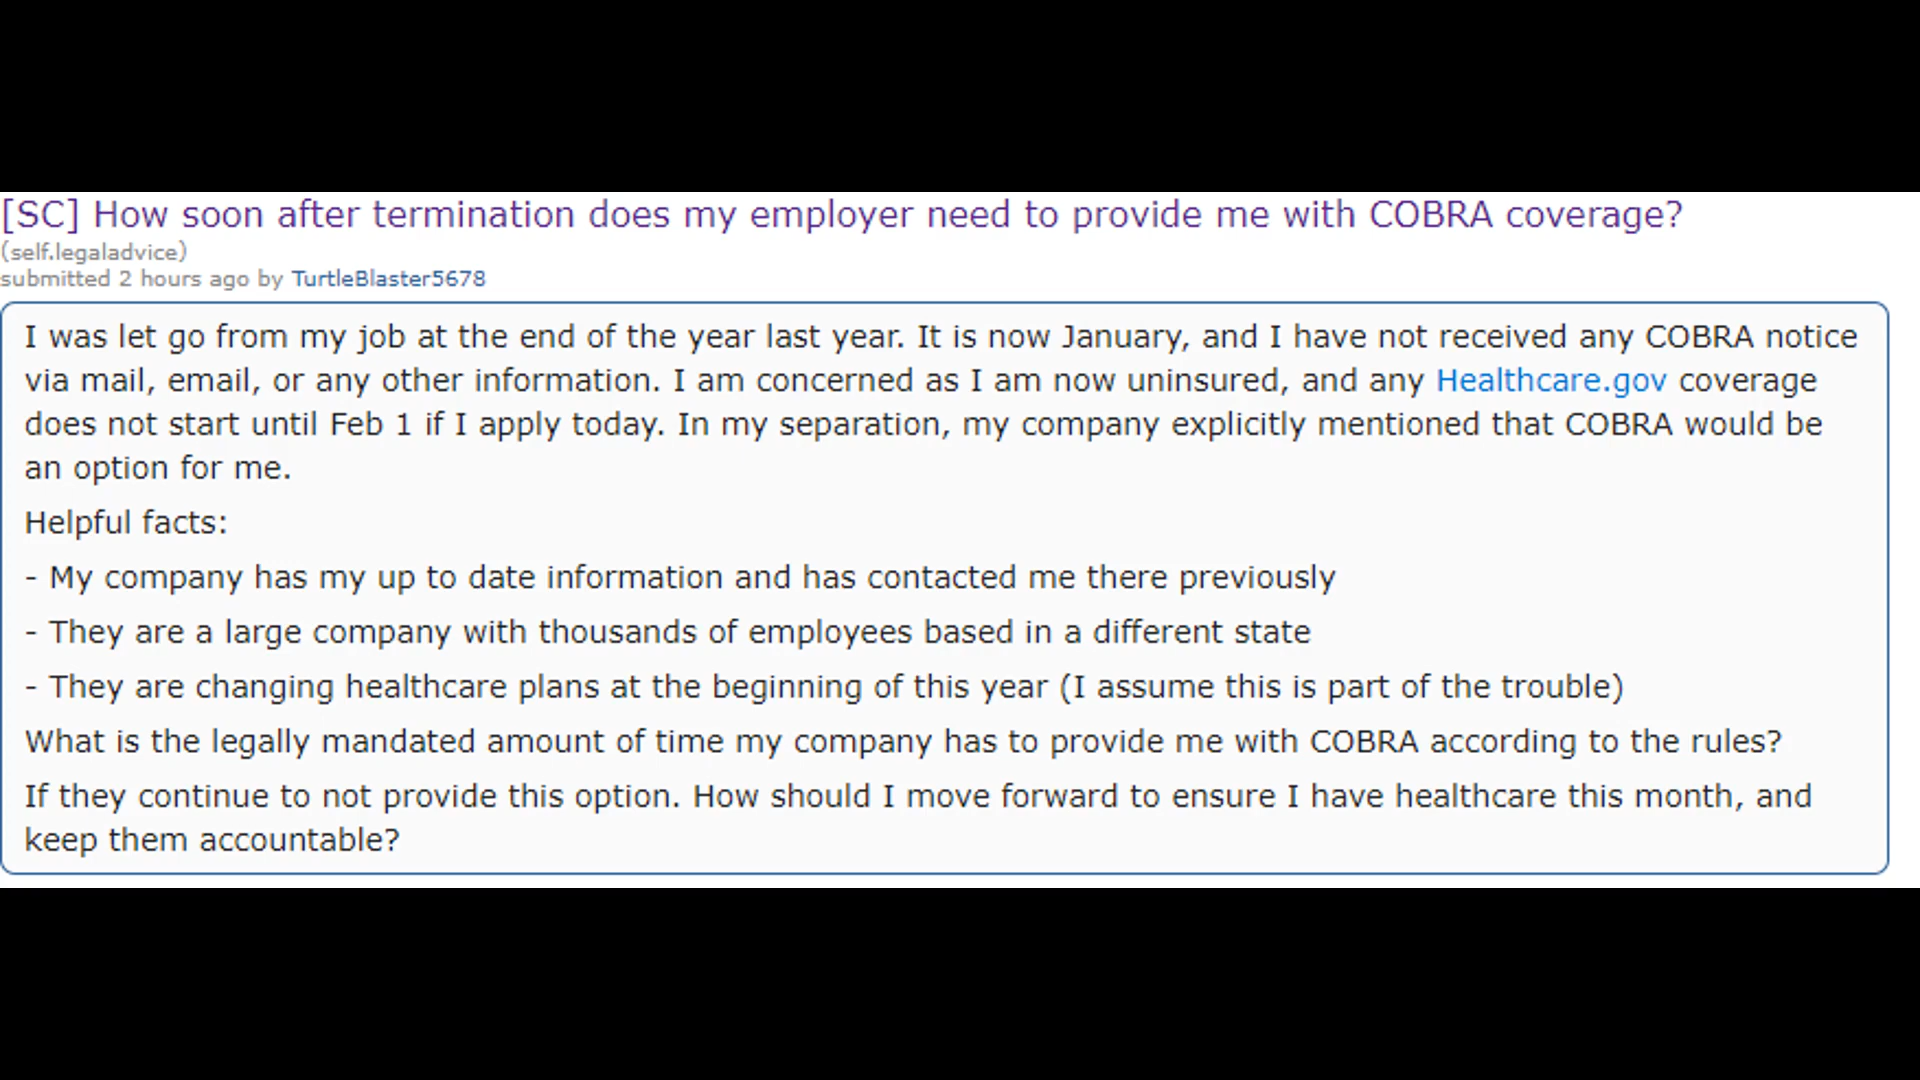 [SC] How soon after termination does my employer need to provide me with COBRA coverage?
(self.legaladvice)
submitted 2 hours ago by TurtleBlaster5678
I was let go from my job at the end of the year last year. It is now January, and I have not received any COBRA notice
via mail, email, or any other information. I am concerned as I am now uninsured, and any Healthcare.gov coverage
does not start until Feb 1 if I apply today. In my separation, my company explicitly mentioned that COBRA would be
an option for me.
Helpful facts:
- My company has my up to date information and has contacted me there previously
- They are a large company with thousands of employees based in a different state
- They are changing healthcare plans at the beginning of this year (I assume this is part of the trouble)
What is the legally mandated amount of time my company has to provide me with COBRA according to the rules?
If they continue to not provide this option. How should I move forward to ensure I have healthcare this month, and
keep them accountable?